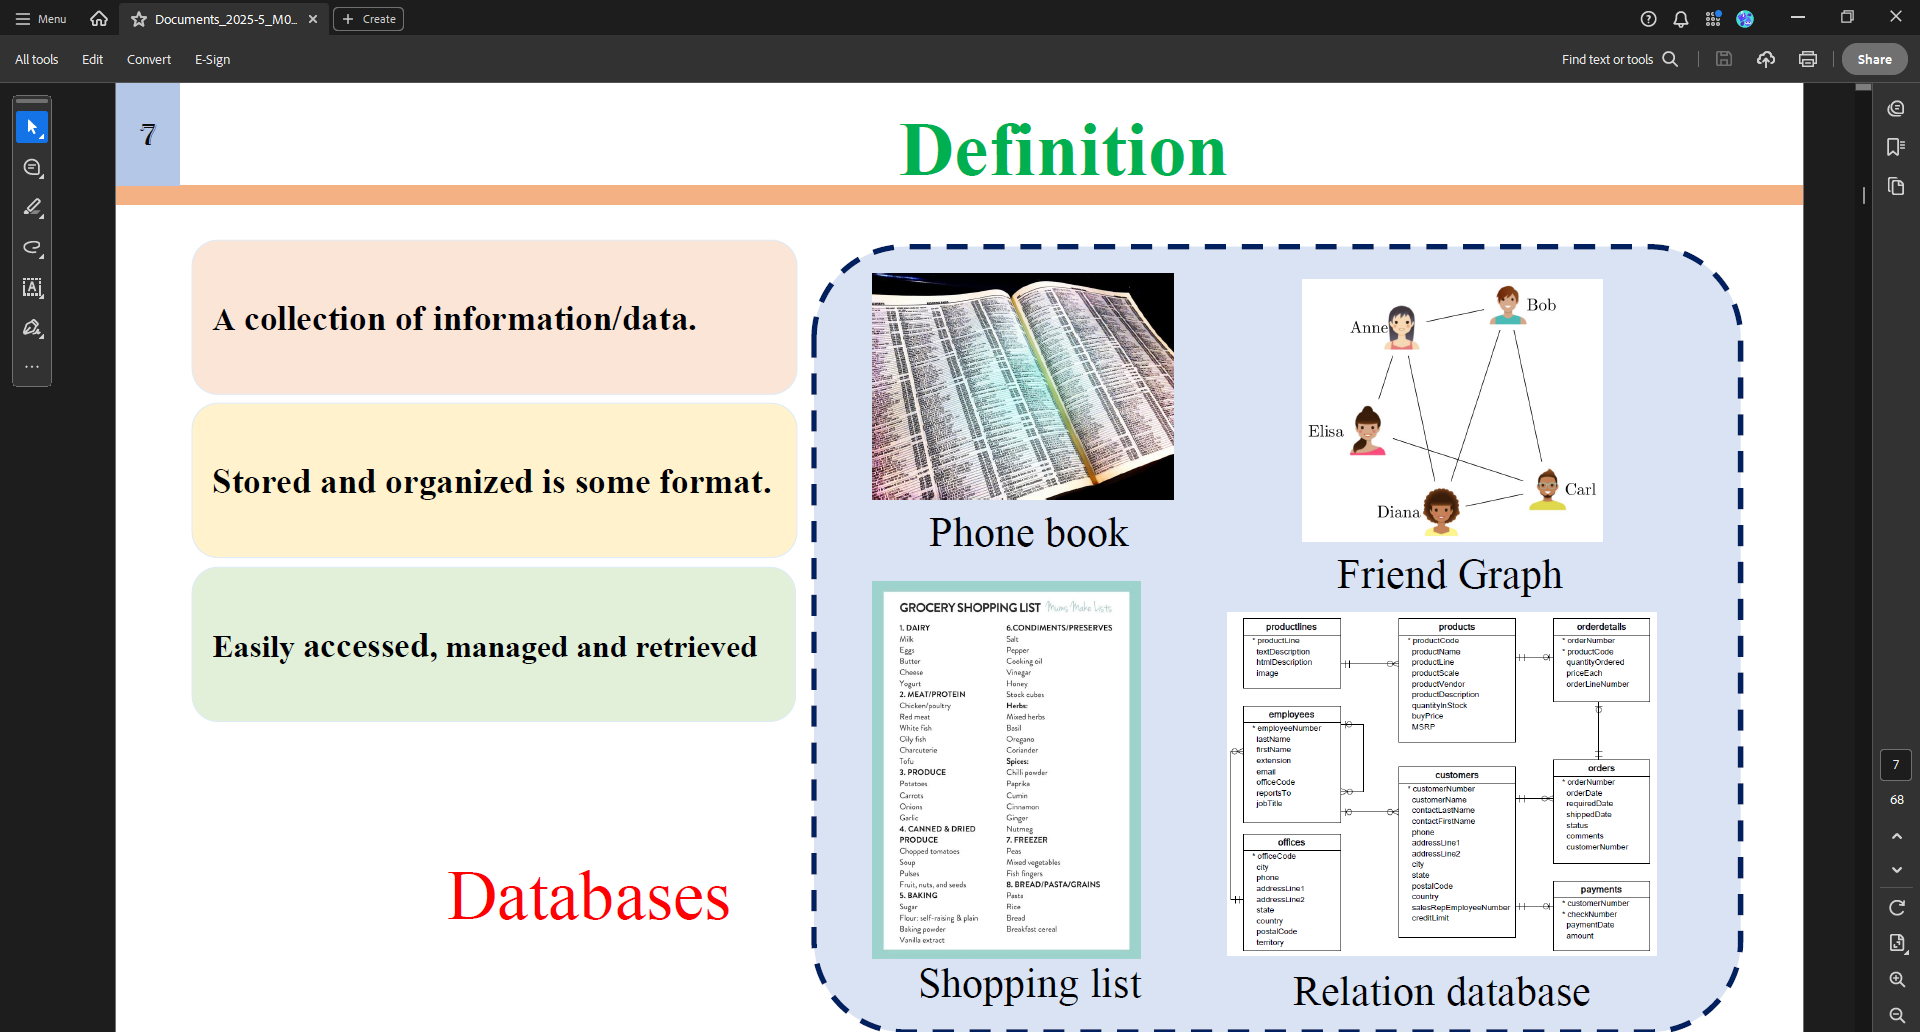 Menu
Documents_2025-5_M0...
Create
All tools
Edit
Convert
E-Sign
Find text or tools
Share
7
Definition
A collection of information/data.
Stored and organized is some format.
Easily accessed, managed and retrieved
Databases
Phone book
Anne
Bob
Elisa
Carl
Diana
Friend Graph
GROCERY SHOPPING LIST Mums Make Lists
1. DAIRY
Milk
Eggs
Butter
Cheese
Yogurt
2. MEAT/PROTEIN
Chicken/poultry
Red meat
White fish
Oily fish
Charcuterie
Tofu
3. PRODUCE
Potatoes
Carrots
Onions
Garlic
4. CANNED & DRIED
PRODUCE
Chopped tomatoes
Soup
Pulses
Fruit, nuts, and seeds
5. BAKING
Sugar
Flour: self-raising & plain
Baking powder
Vanilla extract
6.CONDIMENTS/PRESERVES
Salt
Pepper
Cooking oil
Vinegar
Honey
Stock cubes
Herbs:
Mixed herbs
Basil
Oregano
Coriander
Spices:
Chilli powder
Paprika
Cumin
Cinnamon
Ginger
Nutmeg
7. FREEZER
Peas
Mixed vegetables
Fish fingers
8. BREAD/PASTA/GRAINS
Pasta
Rice
Bread
Breakfast cereal
Shopping list
productlines
* productLine
textDescription
htmlDescription
image
employees
* employeeNumber
lastName
firstName
extension
email
officeCode
reportsTo
jobTitle
offices
* officeCode
city
phone
addressLine1
addressLine2
state
country
postalCode
territory
products
* productCode
productName
productLine
productScale
productVendor
productDescription
quantityInStock
buyPrice
MSRP
customers
* customerNumber
customerName
contactLastName
contactFirstName
phone
addressLine1
addressLine2
city
state
postalCode
country
salesRepEmployeeNumber
creditLimit
orderdetails
* orderNumber
* productCode
quantityOrdered
priceEach
orderLineNumber
orders
* orderNumber
orderDate
requiredDate
shippedDate
status
comments
customerNumber
payments
* customerNumber
* checkNumber
paymentDate
amount
Relation database
7
68